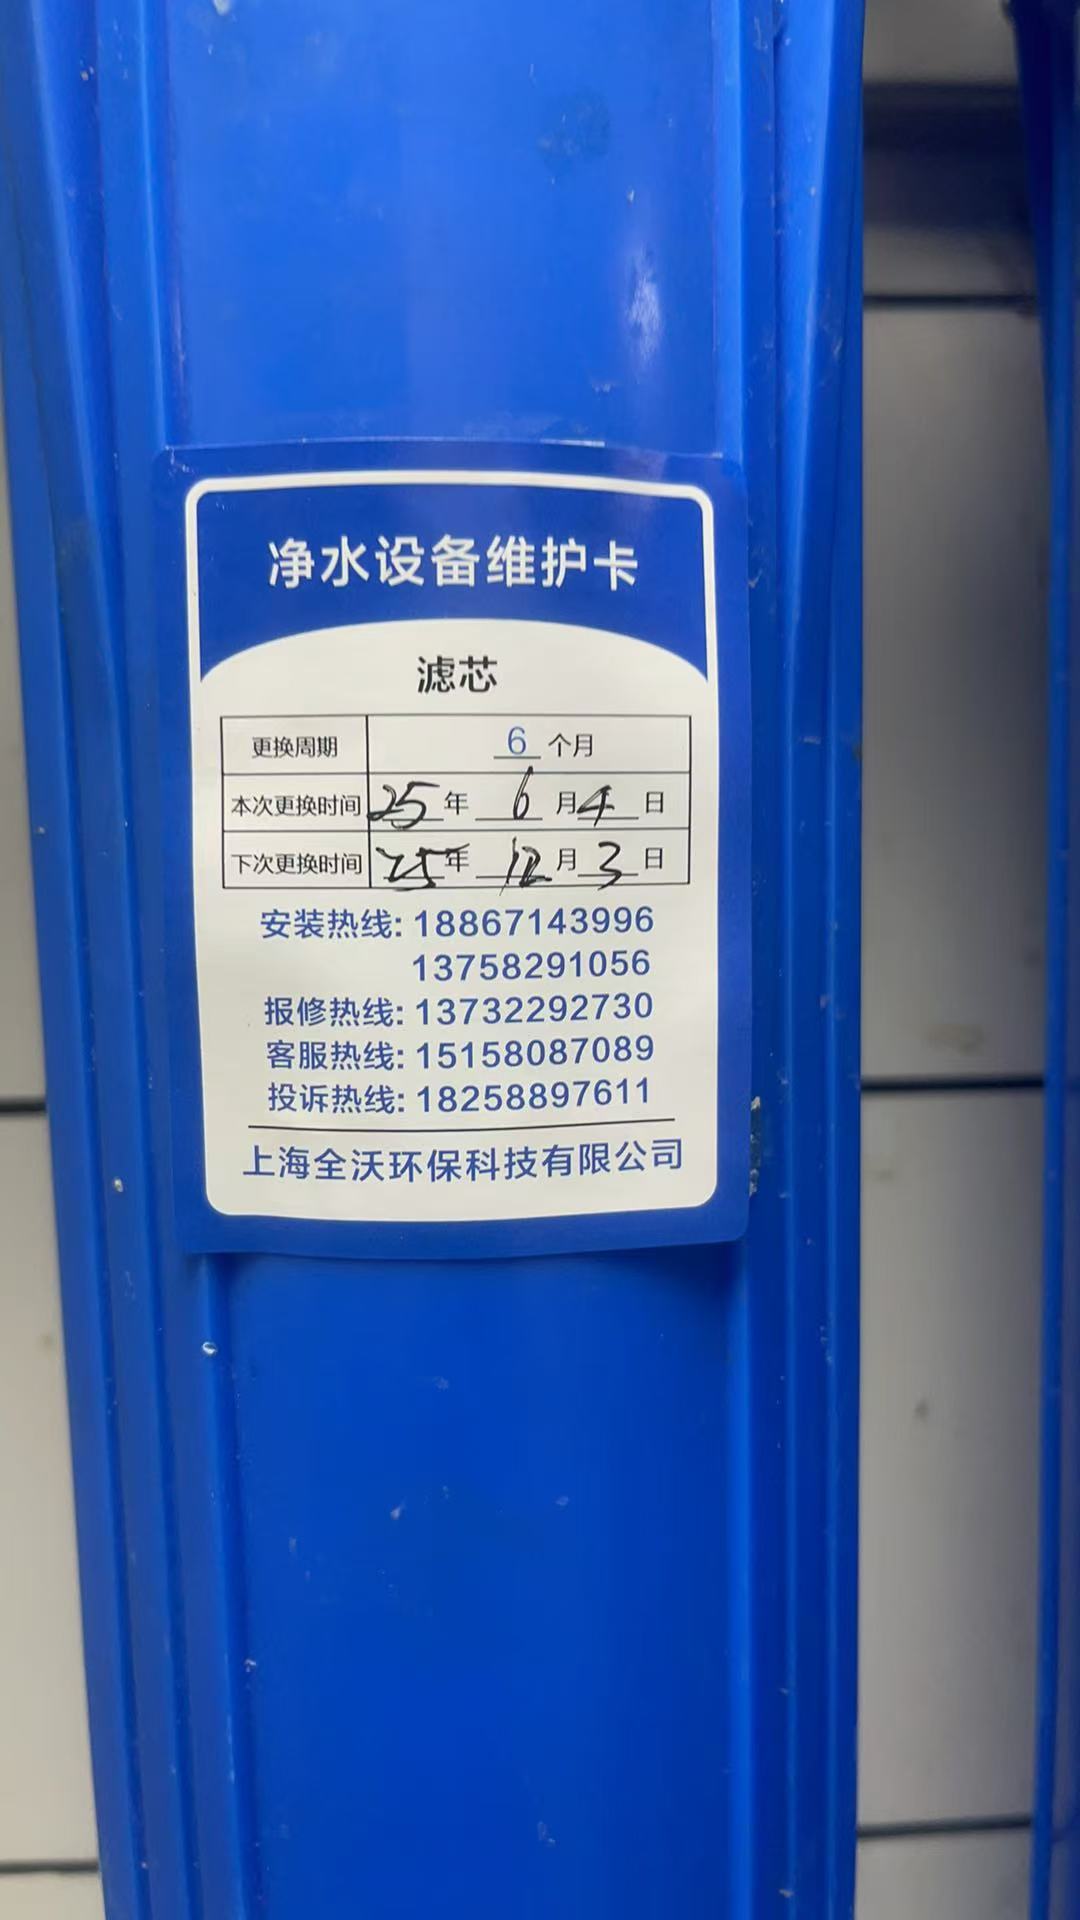 净水设备维护卡
滤芯
更换周期 6 个月
本次更换时间 25 年 6 月 4 日
下次更换时间 25 年 12 月 3 日
安装热线: 18867143996
13758291056
报修热线: 13732292730
客服热线: 15158087089
投诉热线: 18258897611
上海全沃环保科技有限公司